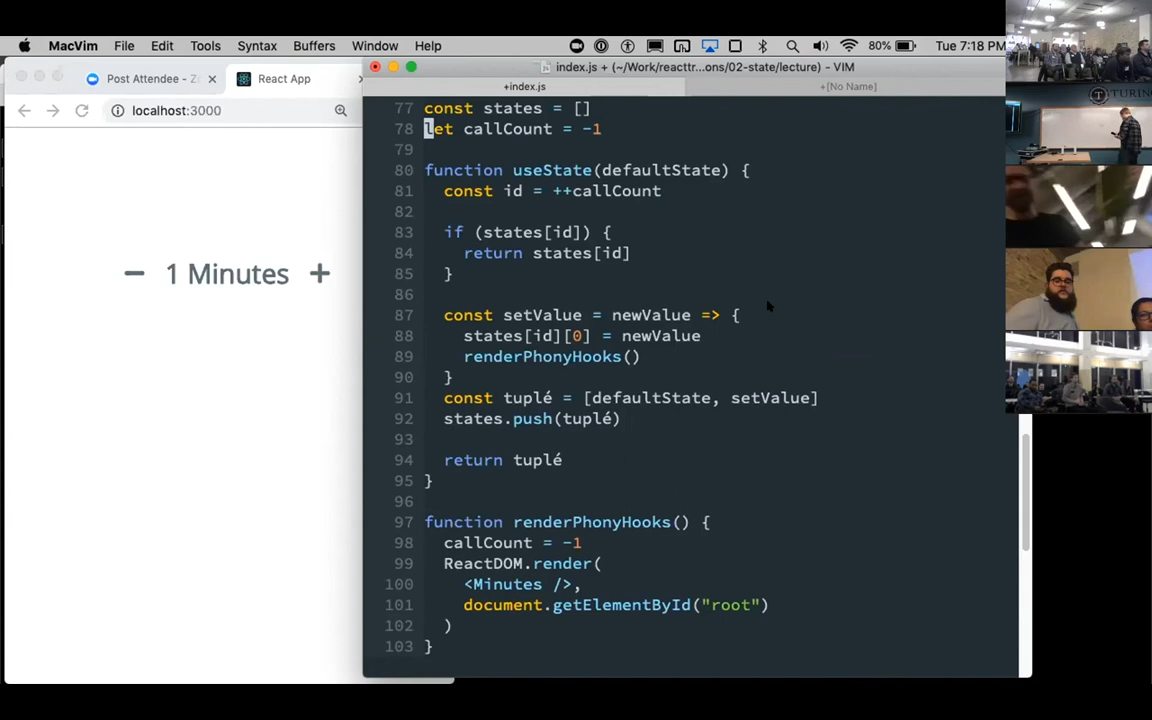 MacVim File Edit Tools Syntax Buffers Window Help 80% Tue 7:18 PM
Post Attendee - Z
React App
index.js + (~/Work/reacttr...ons/02-state/lecture) - VIM
+index.js
+[No Name]
localhost:3000
− 1 Minutes +
77 const states = []
78 let callCount = -1
79
80 function useState(defaultState) {
81 const id = ++callCount
82
83 if (states[id]) {
84 return states[id]
85 }
86
87 const setValue = newValue => {
88 states[id][0] = newValue
89 renderPhonyHooks()
90 }
91 const tuplé = [defaultState, setValue]
92 states.push(tuplé)
93
94 return tuplé
95 }
96
97 function renderPhonyHooks() {
98 callCount = -1
99 ReactDOM.render(
100 <Minutes />,
101 document.getElementById("root")
102 )
103 }
TURING